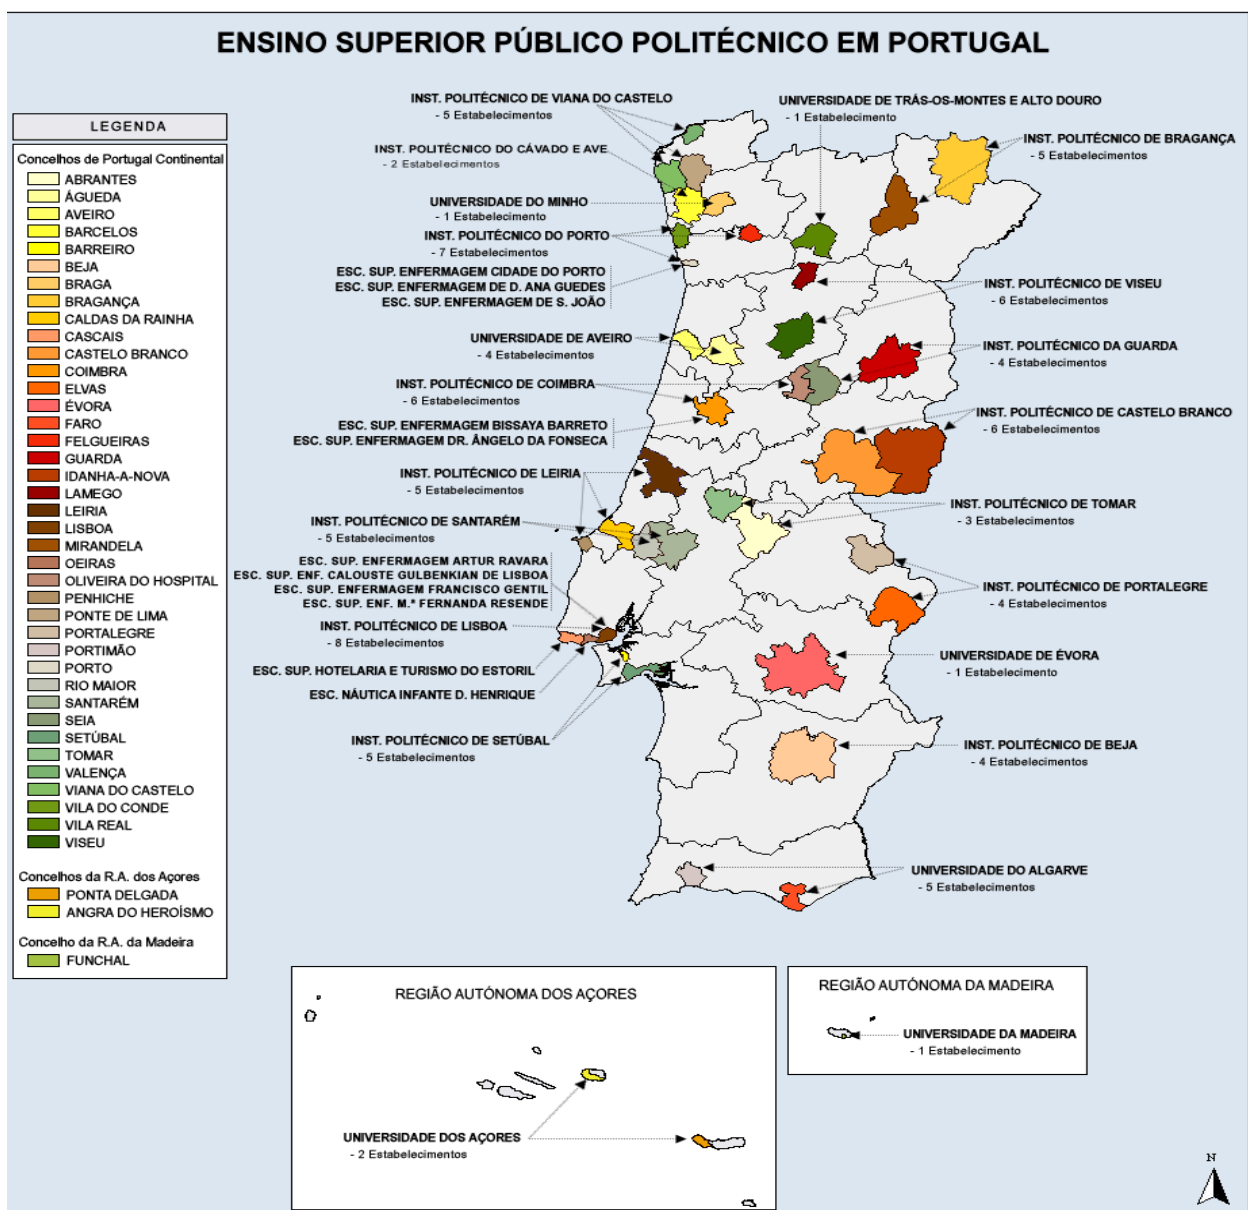 ENSINO SUPERIOR PÚBLICO POLITÉCNICO EM PORTUGAL
LEGENDA
Concelhos de Portugal Continental
ABRANTES
ÁGUEDA
AVEIRO
BARCELOS
BARREIRO
BEJA
BRAGA
BRAGANÇA
CALDAS DA RAINHA
CASCAIS
CASTELO BRANCO
COIMBRA
ELVAS
ÉVORA
FARO
FELGUEIRAS
GUARDA
IDANHA-A-NOVA
LAMEGO
LEIRIA
LISBOA
MIRANDELA
OEIRAS
OLIVEIRA DO HOSPITAL
PENHICHE
PONTE DE LIMA
PORTALEGRE
PORTIMÃO
PORTO
RIO MAIOR
SANTARÉM
SEIA
SETÚBAL
TOMAR
VALENÇA
VIANA DO CASTELO
VILA DO CONDE
VILA REAL
VISEU
Concelhos da R.A. dos Açores
PONTA DELGADA
ANGRA DO HEROÍSMO
Concelho da R.A. da Madeira
FUNCHAL
INST. POLITÉCNICO DE VIANA DO CASTELO
- 5 Estabelecimentos
INST. POLITÉCNICO DO CÁVADO E AVE
- 2 Estabelecimentos
UNIVERSIDADE DO MINHO
- 1 Estabelecimento
INST. POLITÉCNICO DO PORTO
- 7 Estabelecimentos
ESC. SUP. ENFERMAGEM CIDADE DO PORTO
ESC. SUP. ENFERMAGEM DE D. ANA GUEDES
ESC. SUP. ENFERMAGEM DE S. JOÃO
UNIVERSIDADE DE AVEIRO
- 4 Estabelecimentos
INST. POLITÉCNICO DE COIMBRA
- 6 Estabelecimentos
ESC. SUP. ENFERMAGEM BISSAYA BARRETO
ESC. SUP. ENFERMAGEM DR. ÂNGELO DA FONSECA
INST. POLITÉCNICO DE LEIRIA
- 5 Estabelecimentos
INST. POLITÉCNICO DE SANTARÉM
- 5 Estabelecimentos
ESC. SUP. ENFERMAGEM ARTUR RAVARA
ESC. SUP. ENF. CALOUSTE GULBENKIAN DE LISBOA
ESC. SUP. ENFERMAGEM FRANCISCO GENTIL
ESC. SUP. ENF. M.ª FERNANDA RESENDE
INST. POLITÉCNICO DE LISBOA
- 8 Estabelecimentos
ESC. SUP. HOTELARIA E TURISMO DO ESTORIL
ESC. NÁUTICA INFANTE D. HENRIQUE
INST. POLITÉCNICO DE SETÚBAL
- 5 Estabelecimentos
UNIVERSIDADE DE TRÁS-OS-MONTES E ALTO DOURO
- 1 Estabelecimento
INST. POLITÉCNICO DE BRAGANÇA
- 5 Estabelecimentos
INST. POLITÉCNICO DE VISEU
- 6 Estabelecimentos
INST. POLITÉCNICO DA GUARDA
- 4 Estabelecimentos
INST. POLITÉCNICO DE CASTELO BRANCO
- 6 Estabelecimentos
INST. POLITÉCNICO DE TOMAR
- 3 Estabelecimentos
INST. POLITÉCNICO DE PORTALEGRE
- 4 Estabelecimentos
UNIVERSIDADE DE ÉVORA
- 1 Estabelecimento
INST. POLITÉCNICO DE BEJA
- 4 Estabelecimentos
UNIVERSIDADE DO ALGARVE
- 5 Estabelecimentos
REGIÃO AUTÓNOMA DOS AÇORES
UNIVERSIDADE DOS AÇORES
- 2 Estabelecimentos
REGIÃO AUTÓNOMA DA MADEIRA
UNIVERSIDADE DA MADEIRA
- 1 Estabelecimento
N